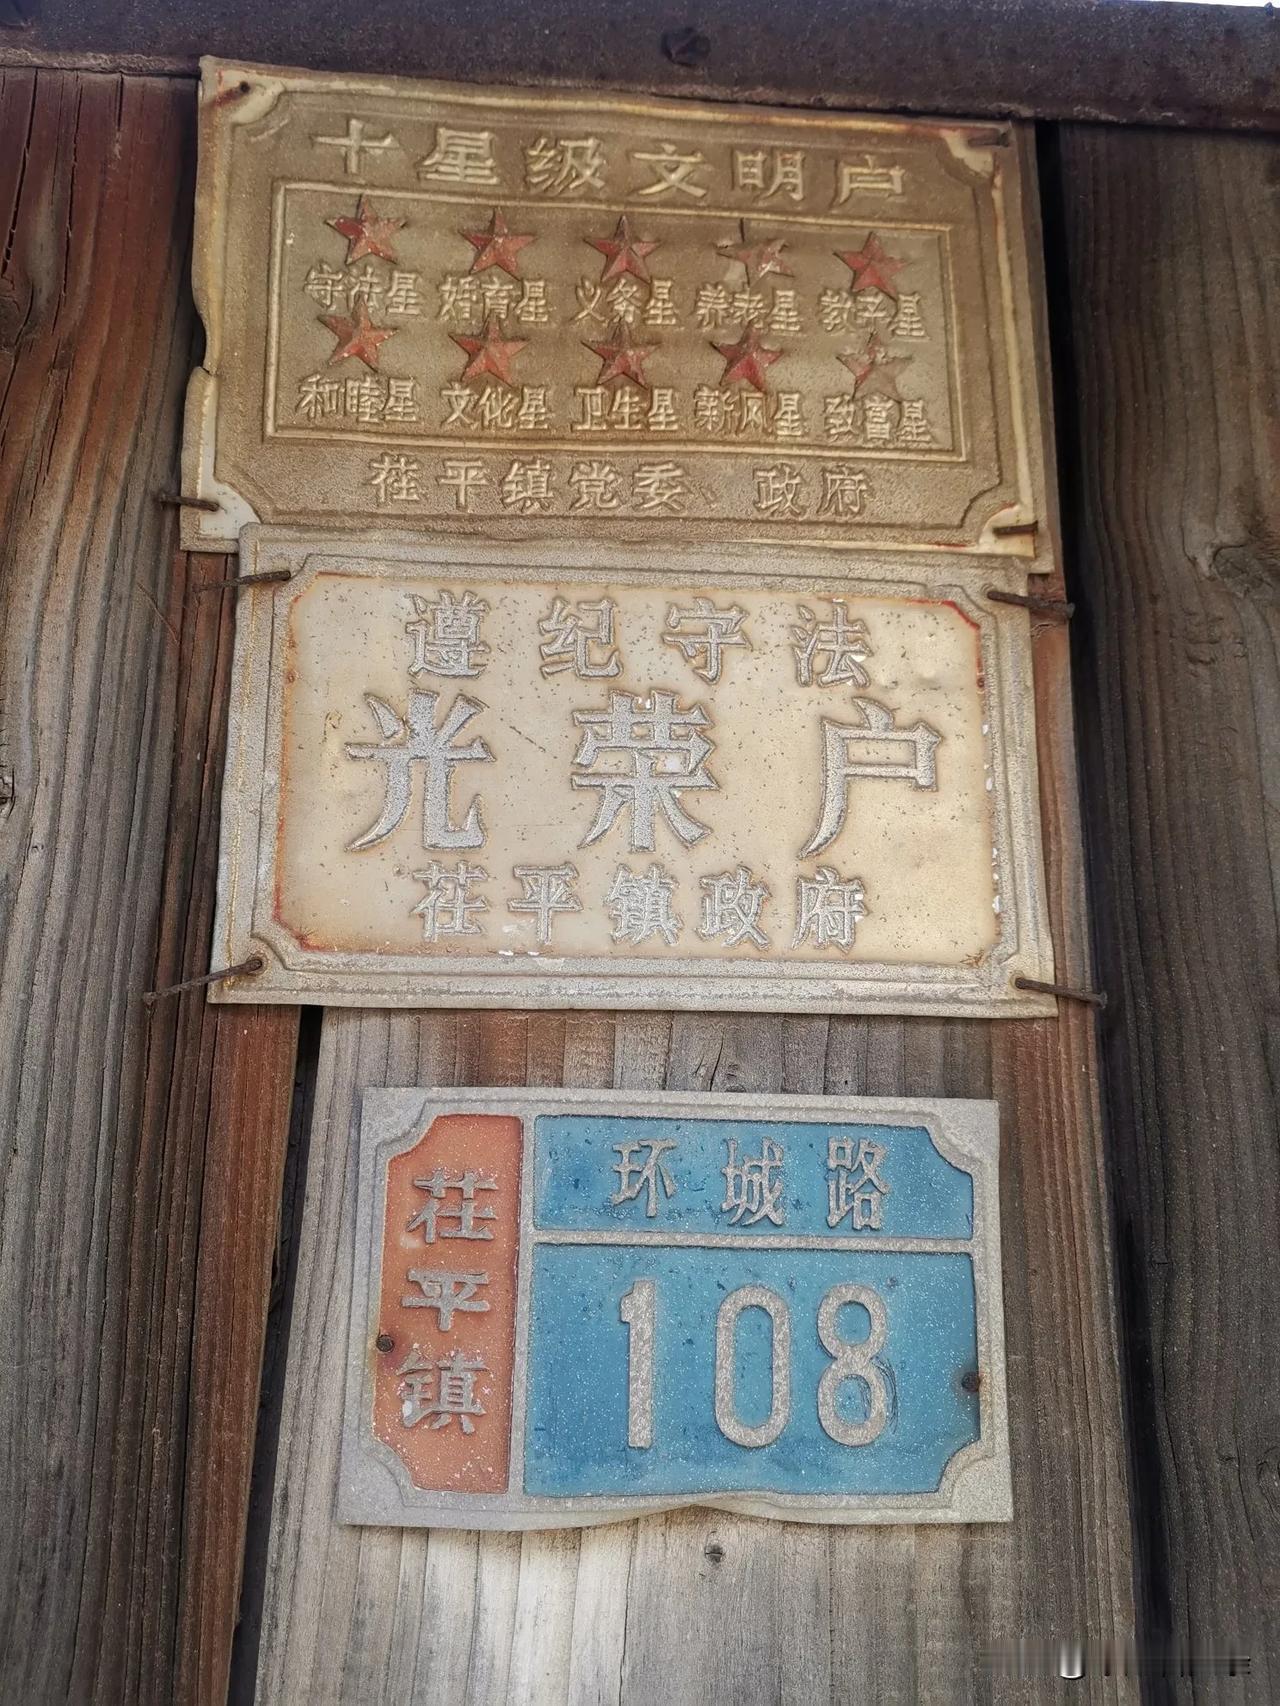 十星级文明户
守法星 婚育星 义务星 养老星 教子星
和睦星 文化星 卫生星 新风星 致富星
茌平镇党委、政府
遵纪守法
光荣户
茌平镇政府
茌平镇
环城路
108